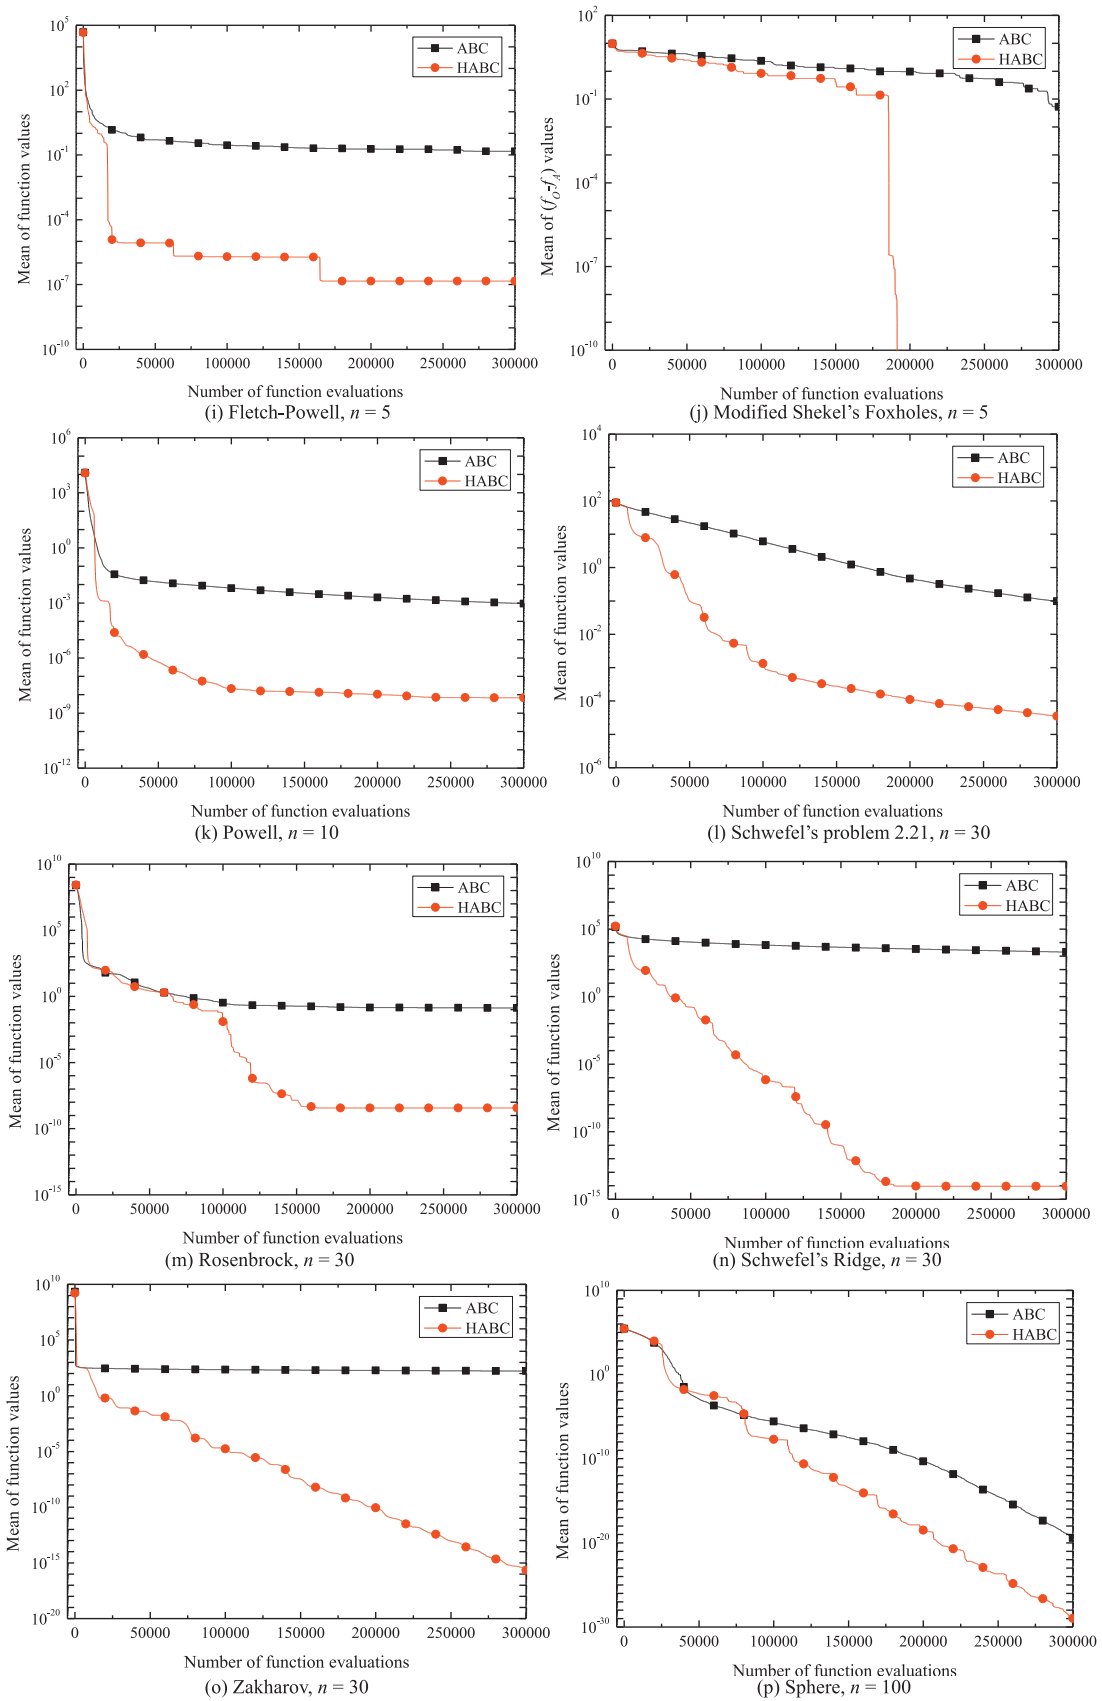 10^5
10^2
10^-1
10^-4
10^-7
10^-10
Mean of function values
ABC
HABC
0 50000 100000 150000 200000 250000 300000
Number of function evaluations
(i) Fletch-Powell, n = 5
10^2
10^-1
10^-4
10^-7
10^-10
Mean of (f_O-f_A) values
ABC
HABC
0 50000 100000 150000 200000 250000 300000
Number of function evaluations
(j) Modified Shekel's Foxholes, n = 5
10^6
10^3
10^0
10^-3
10^-6
10^-9
10^-12
Mean of function values
ABC
HABC
0 50000 100000 150000 200000 250000 300000
Number of function evaluations
(k) Powell, n = 10
10^4
10^2
10^0
10^-2
10^-4
10^-6
Mean of function values
ABC
HABC
0 50000 100000 150000 200000 250000 300000
Number of function evaluations
(l) Schwefel's problem 2.21, n = 30
10^10
10^5
10^0
10^-5
10^-10
10^-15
Mean of function values
ABC
HABC
0 50000 100000 150000 200000 250000 300000
Number of function evaluations
(m) Rosenbrock, n = 30
10^10
10^5
10^0
10^-5
10^-10
10^-15
Mean of function values
ABC
HABC
0 50000 100000 150000 200000 250000 300000
Number of function evaluations
(n) Schwefel's Ridge, n = 30
10^10
10^5
10^0
10^-5
10^-10
10^-15
10^-20
Mean of function values
ABC
HABC
0 50000 100000 150000 200000 250000 300000
Number of function evaluations
(o) Zakharov, n = 30
10^10
10^0
10^-10
10^-20
10^-30
Mean of function values
ABC
HABC
0 50000 100000 150000 200000 250000 300000
Number of function evaluations
(p) Sphere, n = 100